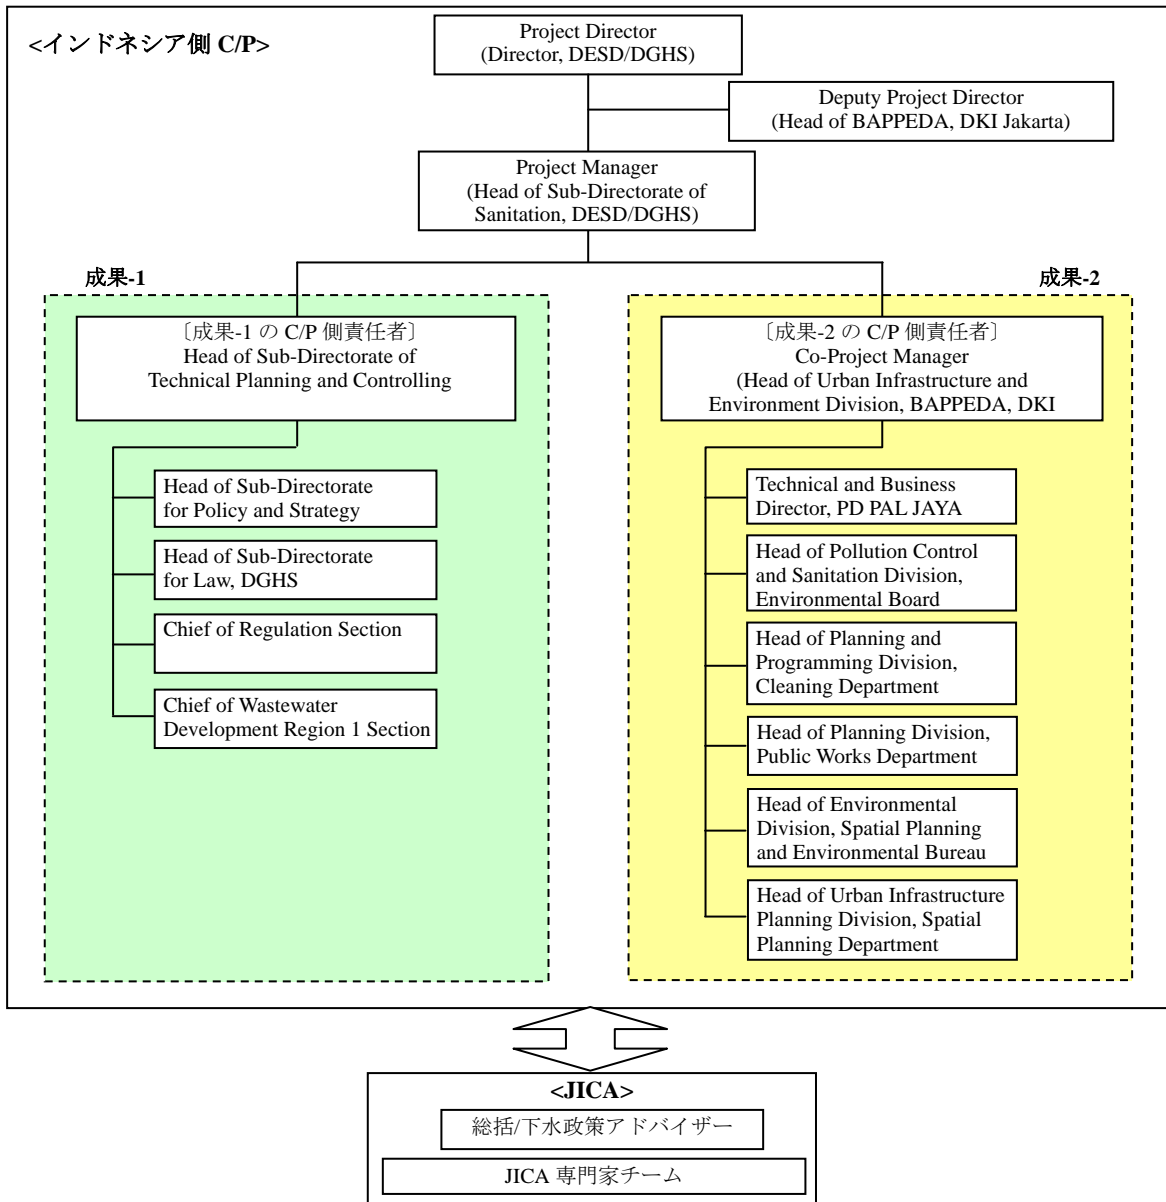 <インドネシア側 C/P>
Project Director
(Director, DESD/DGHS)
Deputy Project Director
(Head of BAPPEDA, DKI Jakarta)
Project Manager
(Head of Sub-Directorate of
Sanitation, DESD/DGHS)
成果-1
〔成果-1 の C/P 側責任者〕
Head of Sub-Directorate of
Technical Planning and Controlling
Head of Sub-Directorate
for Policy and Strategy
Head of Sub-Directorate
for Law, DGHS
Chief of Regulation Section
Chief of Wastewater
Development Region 1 Section
成果-2
〔成果-2 の C/P 側責任者〕
Co-Project Manager
(Head of Urban Infrastructure and
Environment Division, BAPPEDA, DKI
Technical and Business
Director, PD PAL JAYA
Head of Pollution Control
and Sanitation Division,
Environmental Board
Head of Planning and
Programming Division,
Cleaning Department
Head of Planning Division,
Public Works Department
Head of Environmental
Division, Spatial Planning
and Environmental Bureau
Head of Urban Infrastructure
Planning Division, Spatial
Planning Department
<JICA>
総括/下水政策アドバイザー
JICA 専門家チーム